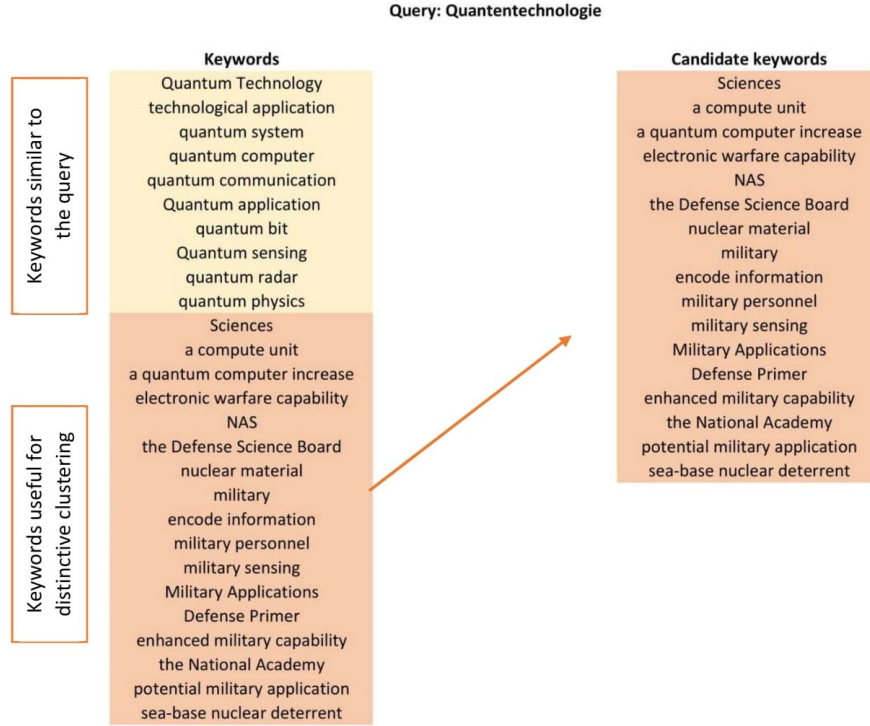 Query: Quantentechnologie
Keywords
Quantum Technology
technological application
quantum system
quantum computer
quantum communication
Quantum application
quantum bit
Quantum sensing
quantum radar
quantum physics
Sciences
a compute unit
a quantum computer increase
electronic warfare capability
NAS
the Defense Science Board
nuclear material
military
encode information
military personnel
military sensing
Military Applications
Defense Primer
enhanced military capability
the National Academy
potential military application
sea-base nuclear deterrent
Keywords similar to
the query
Keywords useful for
distinctive clustering
Candidate keywords
Sciences
a compute unit
a quantum computer increase
electronic warfare capability
NAS
the Defense Science Board
nuclear material
military
encode information
military personnel
military sensing
Military Applications
Defense Primer
enhanced military capability
the National Academy
potential military application
sea-base nuclear deterrent